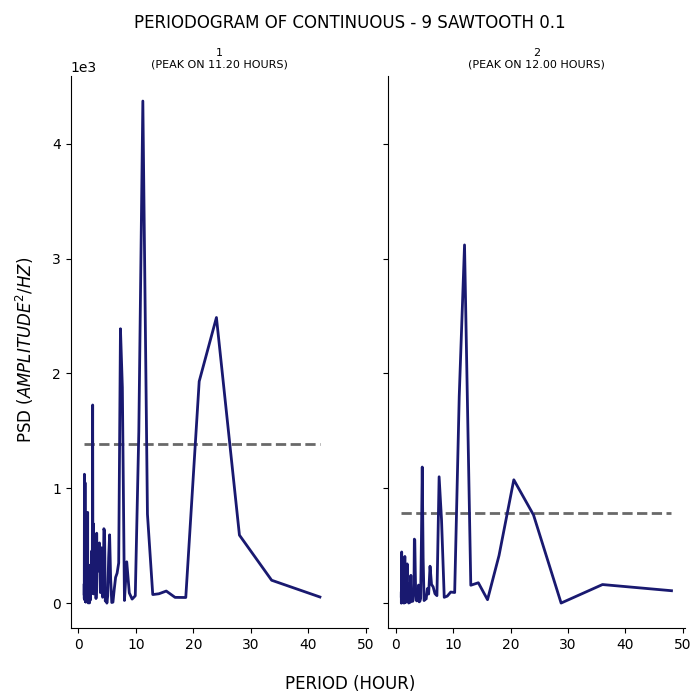 PERIODOGRAM OF CONTINUOUS - 9 SAWTOOTH 0.1
1
(PEAK ON 11.20 HOURS)
2
(PEAK ON 12.00 HOURS)
1e3
4
3
2
1
0
PSD (AMPLITUDE²/HZ)
0 10 20 30 40 50
0 10 20 30 40 50
PERIOD (HOUR)